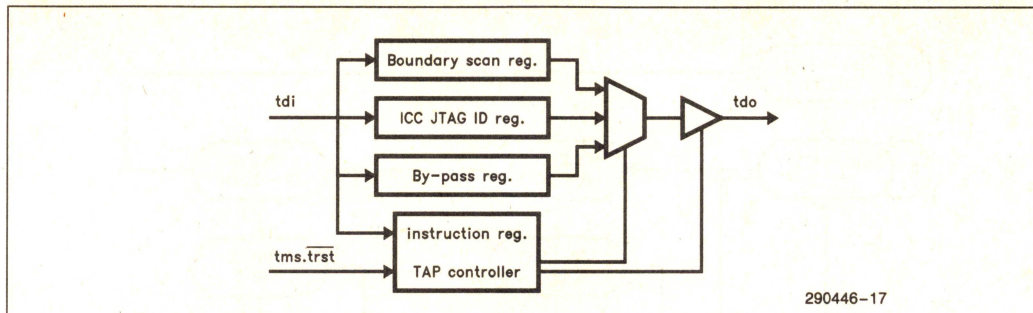 Boundary scan reg.
tdi
ICC JTAG ID reg.
tdo
By-pass reg.
instruction reg.
tms.trst
TAP controller
290446-17